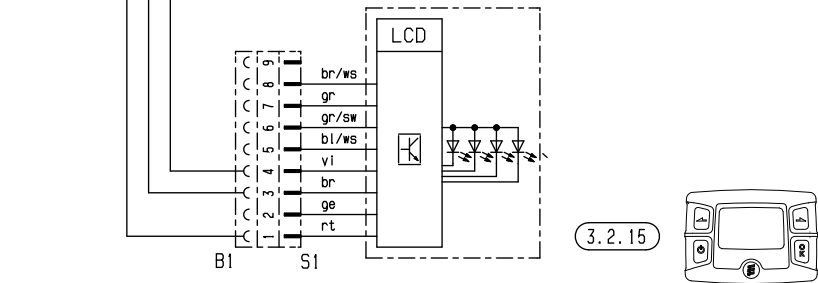 LCD
9
8 br/ws
7 gr
6 gr/sw
5 bl/ws
4 vi
3 br
2 ge
1 rt
B1 S1
3.2.15
OK